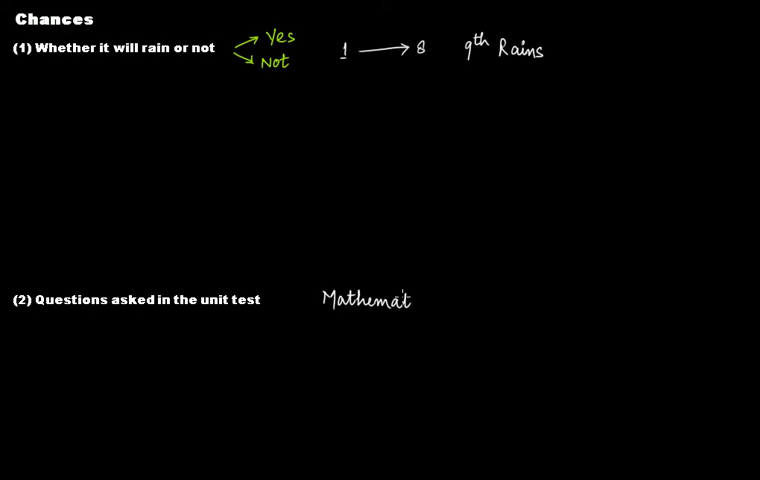 Chances
(1) Whether it will rain or not Yes 1 → 8 9th Rains
Not
(2) Questions asked in the unit test Mathemat